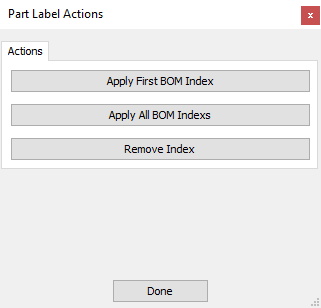 Part Label Actions
x
Actions
Apply First BOM Index
Apply All BOM Indexs
Remove Index
Done